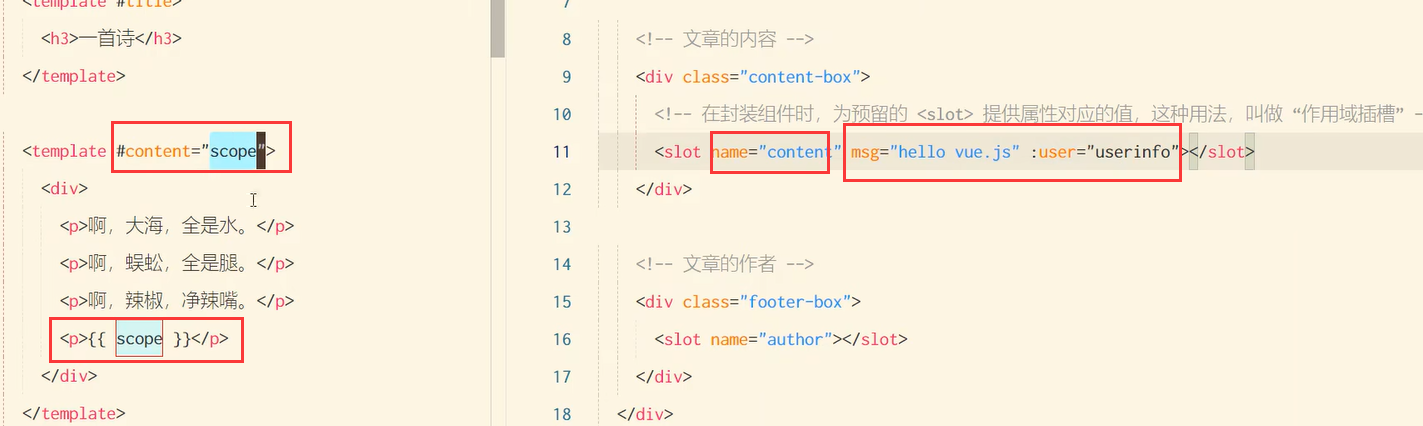 <template #title>
<h3>一首诗</h3>
</template>
<template #content="scope">
<div>
<p>啊，大海，全是水。</p>
<p>啊，蜈蚣，全是腿。</p>
<p>啊，辣椒，净辣嘴。</p>
<p>{{ scope }}</p>
</div>
</template>
7
8 <!-- 文章的内容 -->
9 <div class="content-box">
10 <!-- 在封装组件时，为预留的 <slot> 提供属性对应的值，这种用法，叫做 “作用域插槽” -
11 <slot name="content" msg="hello vue.js" :user="userinfo"></slot>
12 </div>
13
14 <!-- 文章的作者 -->
15 <div class="footer-box">
16 <slot name="author"></slot>
17 </div>
18 </div>